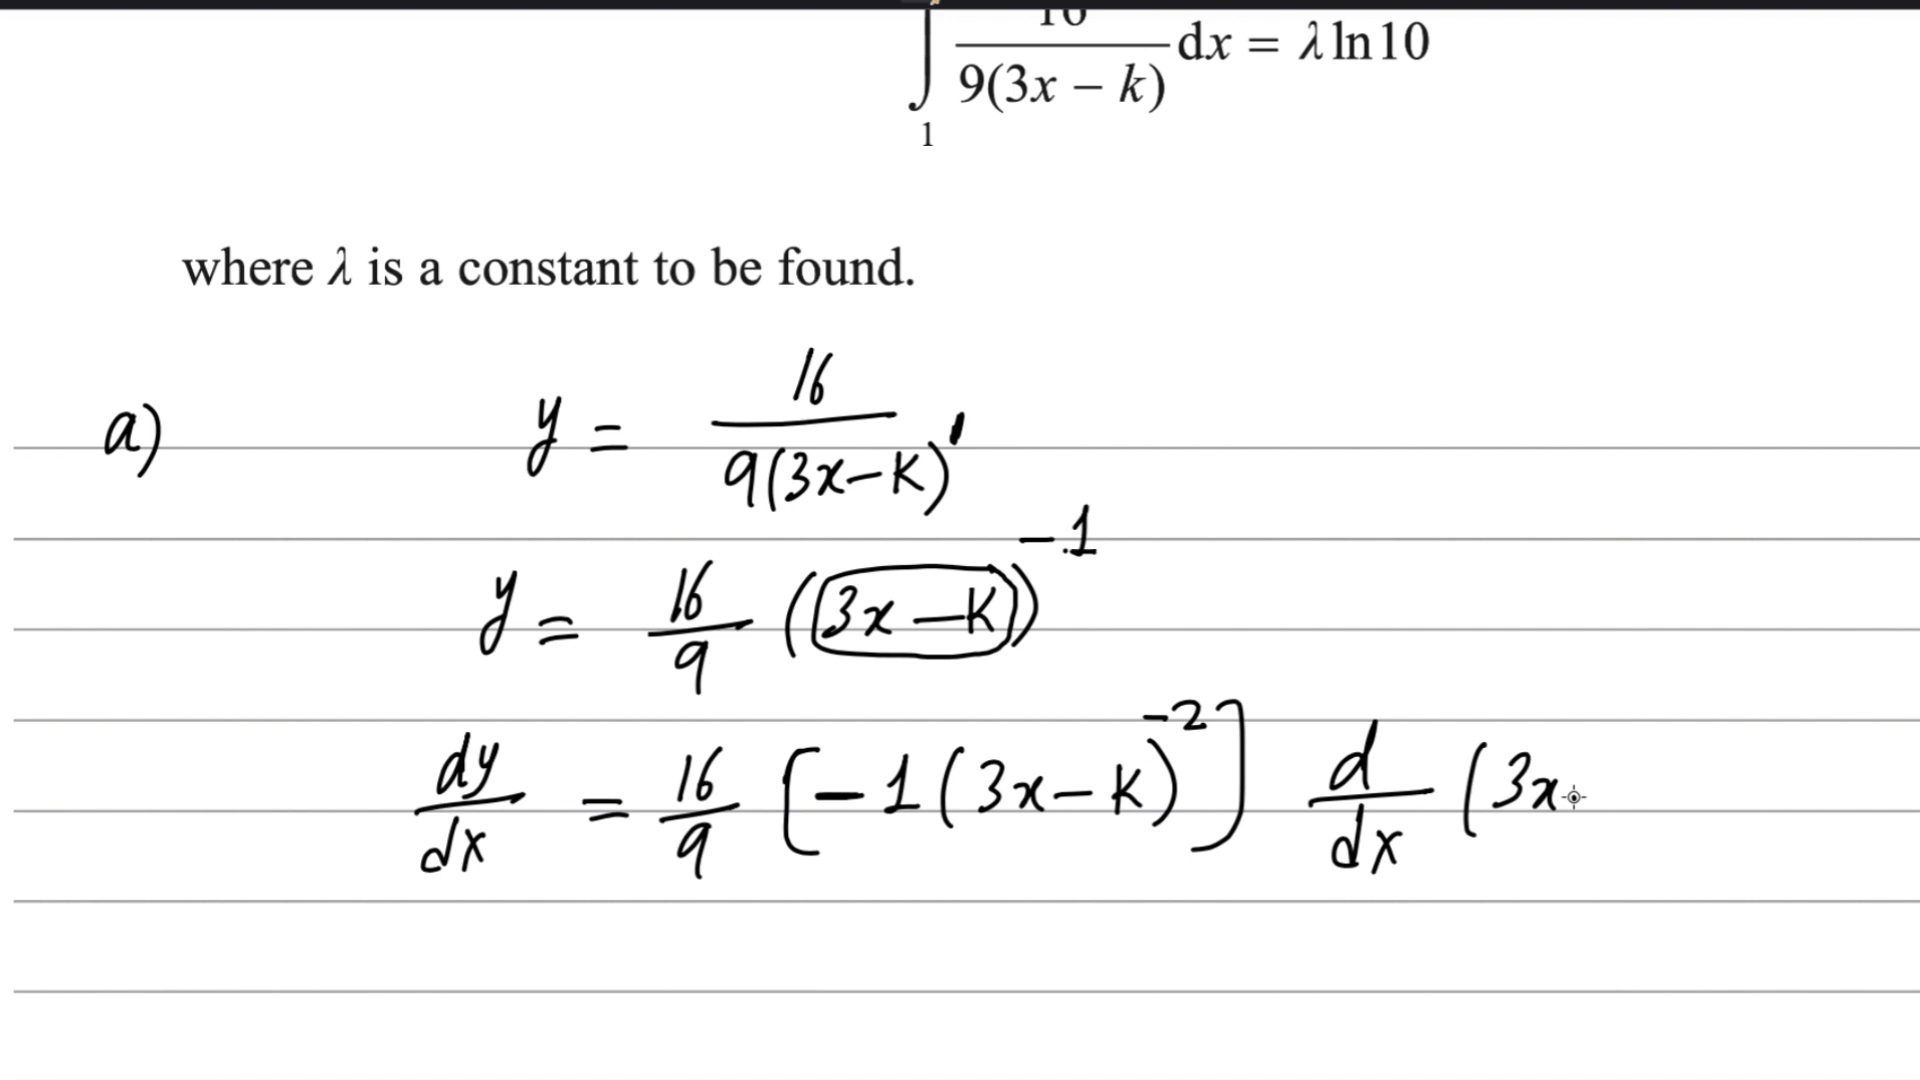 ∫ 16
9(3x − k) dx = λ ln 10
1
where λ is a constant to be found.
a) y = 16 / 9(3x−K)^1
y = 16/9 (3x−K)^−1
dy/dx = 16/9 [−1(3x−K)^−2] d/dx (3x